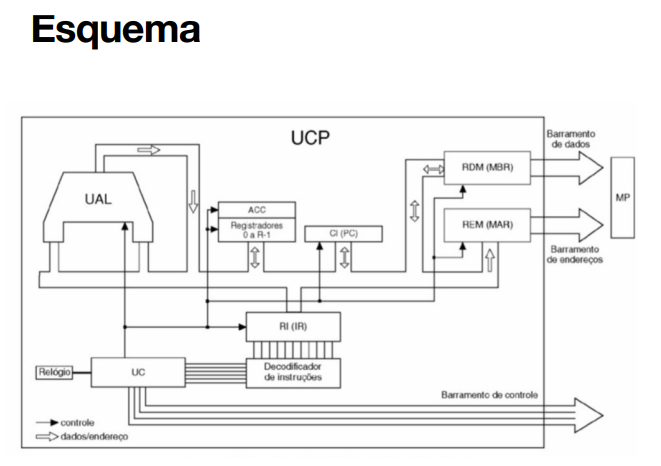 Esquema
UCP
Barramento
de dados
RDM (MBR)
MP
UAL
ACC
Registradores
0 a R-1
CI (PC)
REM (MAR)
Barramento
de endereços
RI (IR)
Relógio
UC
Decodificador
de instruções
Barramento de controle
controle
dados/endereço